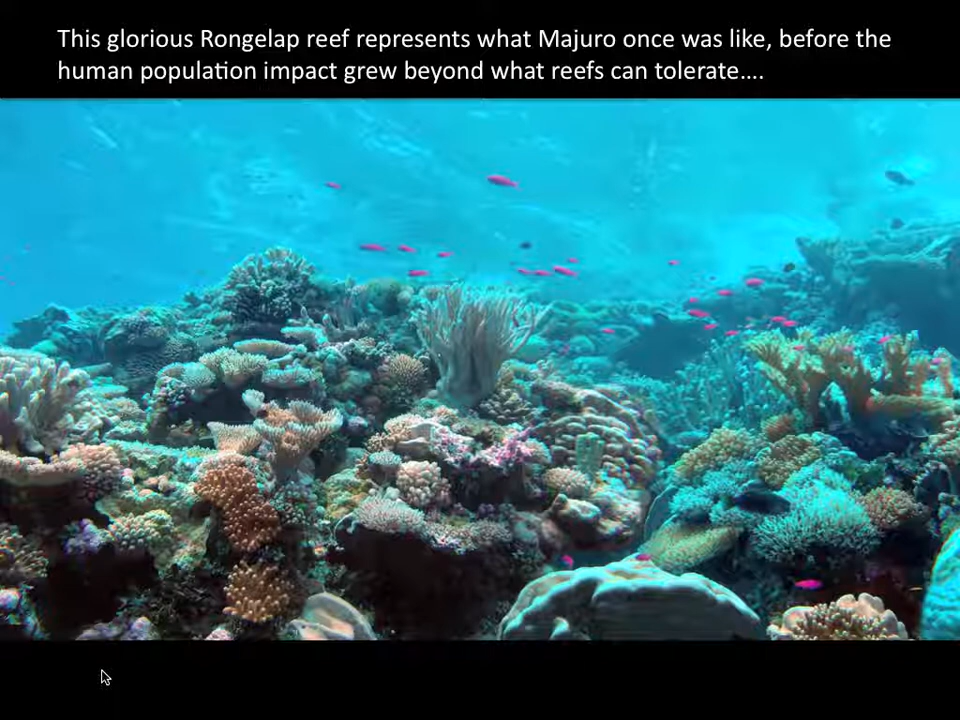 This glorious Rongelap reef represents what Majuro once was like, before the
human population impact grew beyond what reefs can tolerate....